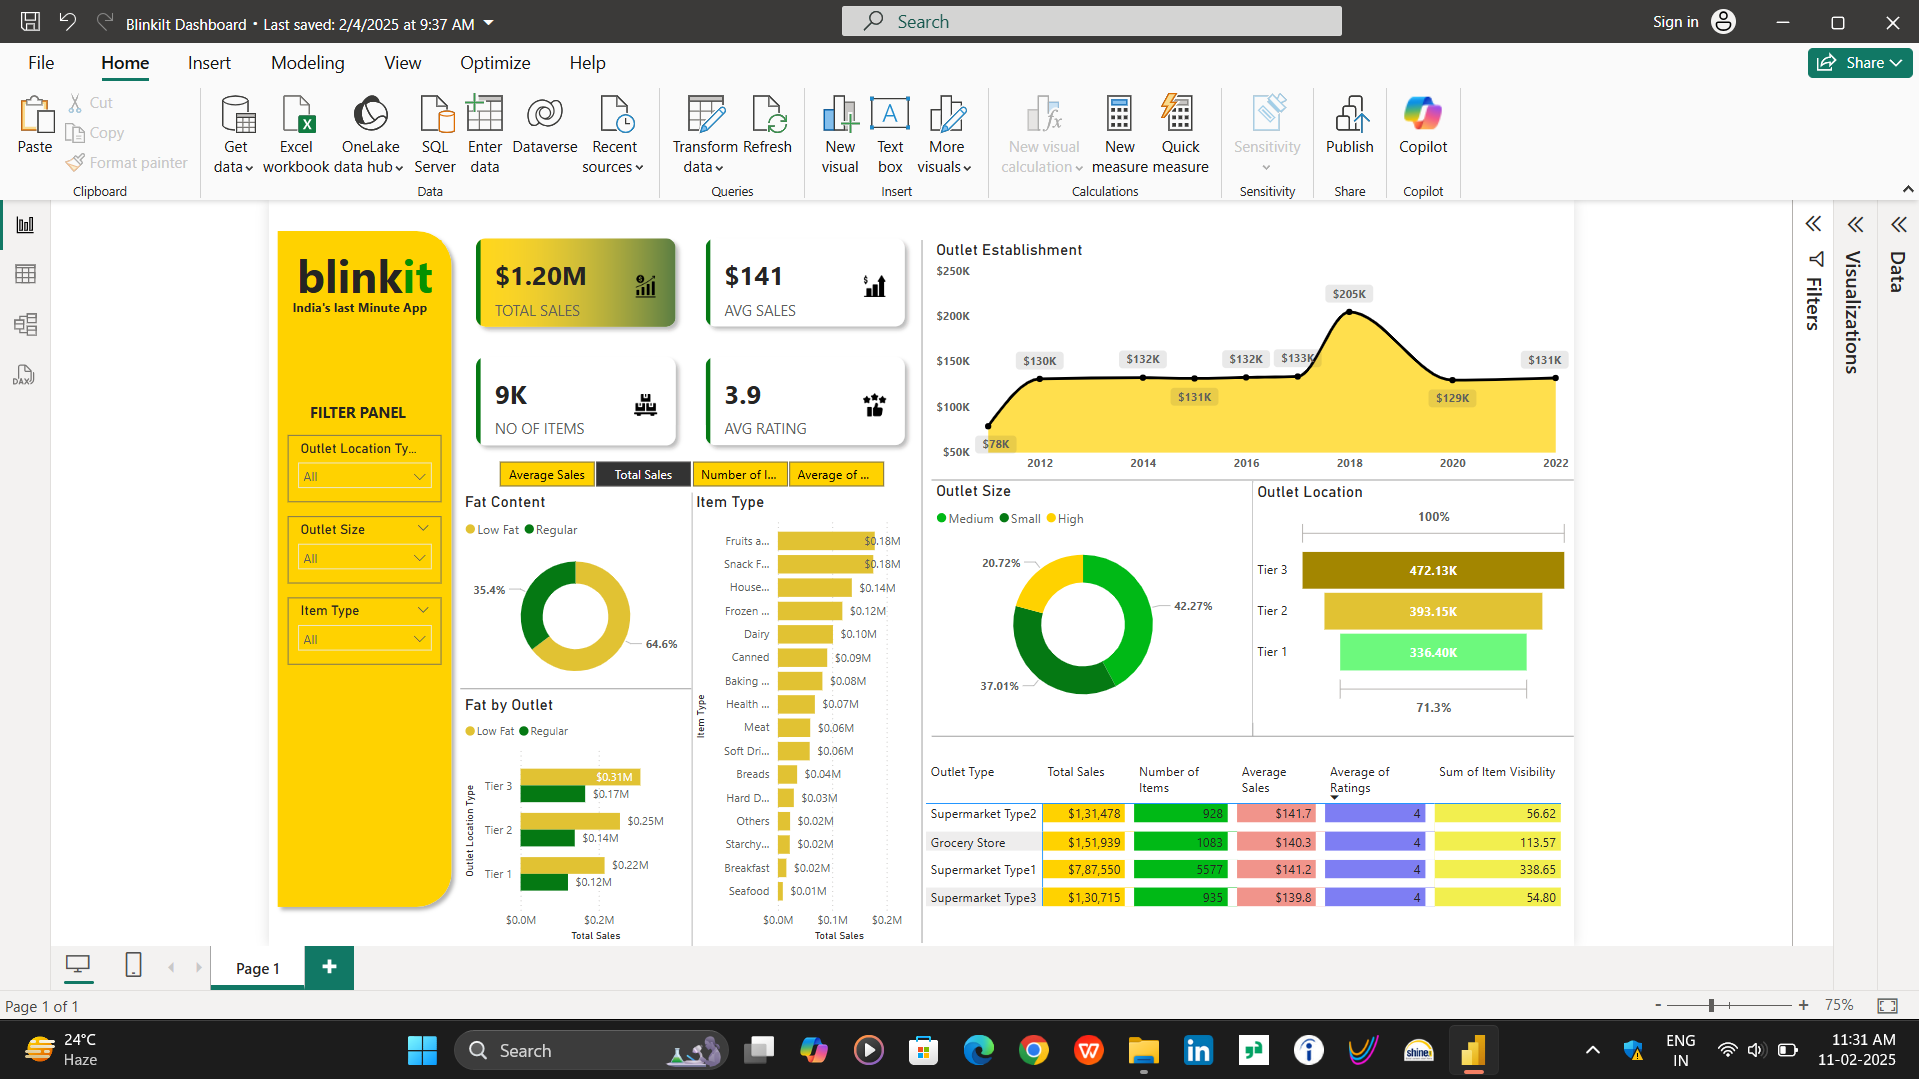 Blinkit Dashboard • Last saved: 2/4/2025 at 9:37 AM
Search
Sign in
File
Home
Insert
Modeling
View
Optimize
Help
Share
Paste
Cut
Copy
Format painter
Clipboard
Get data
Excel workbook
OneLake data hub
SQL Server
Enter data
Dataverse
Recent sources
Data
Transform data
Refresh
Queries
New visual
Text box
More visuals
Insert
New visual calculation
New measure
Quick measure
Calculations
Sensitivity
Sensitivity
Publish
Share
Copilot
Copilot
DAX
blinkit
India's last Minute App
FILTER PANEL
Outlet Location Ty...
All
Outlet Size
All
Item Type
All
$1.20M
TOTAL SALES
$141
AVG SALES
9K
NO OF ITEMS
3.9
AVG RATING
Average Sales
Total Sales
Number of I...
Average of ...
Fat Content
Low Fat
Regular
35.4%
64.6%
Fat by Outlet
Low Fat
Regular
Outlet Location Type
Tier 3
$0.31M
$0.17M
Tier 2
$0.25M
$0.14M
Tier 1
$0.22M
$0.12M
$0.0M
$0.2M
Total Sales
Item Type
Item Type
Fruits a...
$0.18M
Snack F...
$0.18M
House...
$0.14M
Frozen ...
$0.12M
Dairy
$0.10M
Canned
$0.09M
Baking ...
$0.08M
Health ...
$0.07M
Meat
$0.06M
Soft Dri...
$0.06M
Breads
$0.04M
Hard D...
$0.03M
Others
$0.02M
Starchy...
$0.02M
Breakfast
$0.02M
Seafood
$0.01M
$0.0M
$0.1M
$0.2M
Total Sales
Outlet Establishment
$250K
$200K
$150K
$100K
$50K
$78K
$130K
$132K
$131K
$132K
$133K
$205K
$129K
$131K
2012
2014
2016
2018
2020
2022
Outlet Size
Medium
Small
High
20.72%
42.27%
37.01%
Outlet Location
100%
Tier 3
472.13K
Tier 2
393.15K
Tier 1
336.40K
71.3%
Outlet Type
Total Sales
Number of Items
Average Sales
Average of Ratings
Sum of Item Visibility
Supermarket Type2 $1,31,478 928 $141.7 4 56.62
Grocery Store $1,51,939 1083 $140.3 4 113.57
Supermarket Type1 $7,87,550 5577 $141.2 4 338.65
Supermarket Type3 $1,30,715 935 $139.8 4 54.80
Filters
Visualizations
Data
Page 1
+
Page 1 of 1
-
+
75%
24°C
Haze
Search
shine
ENG
IN
11:31 AM
11-02-2025